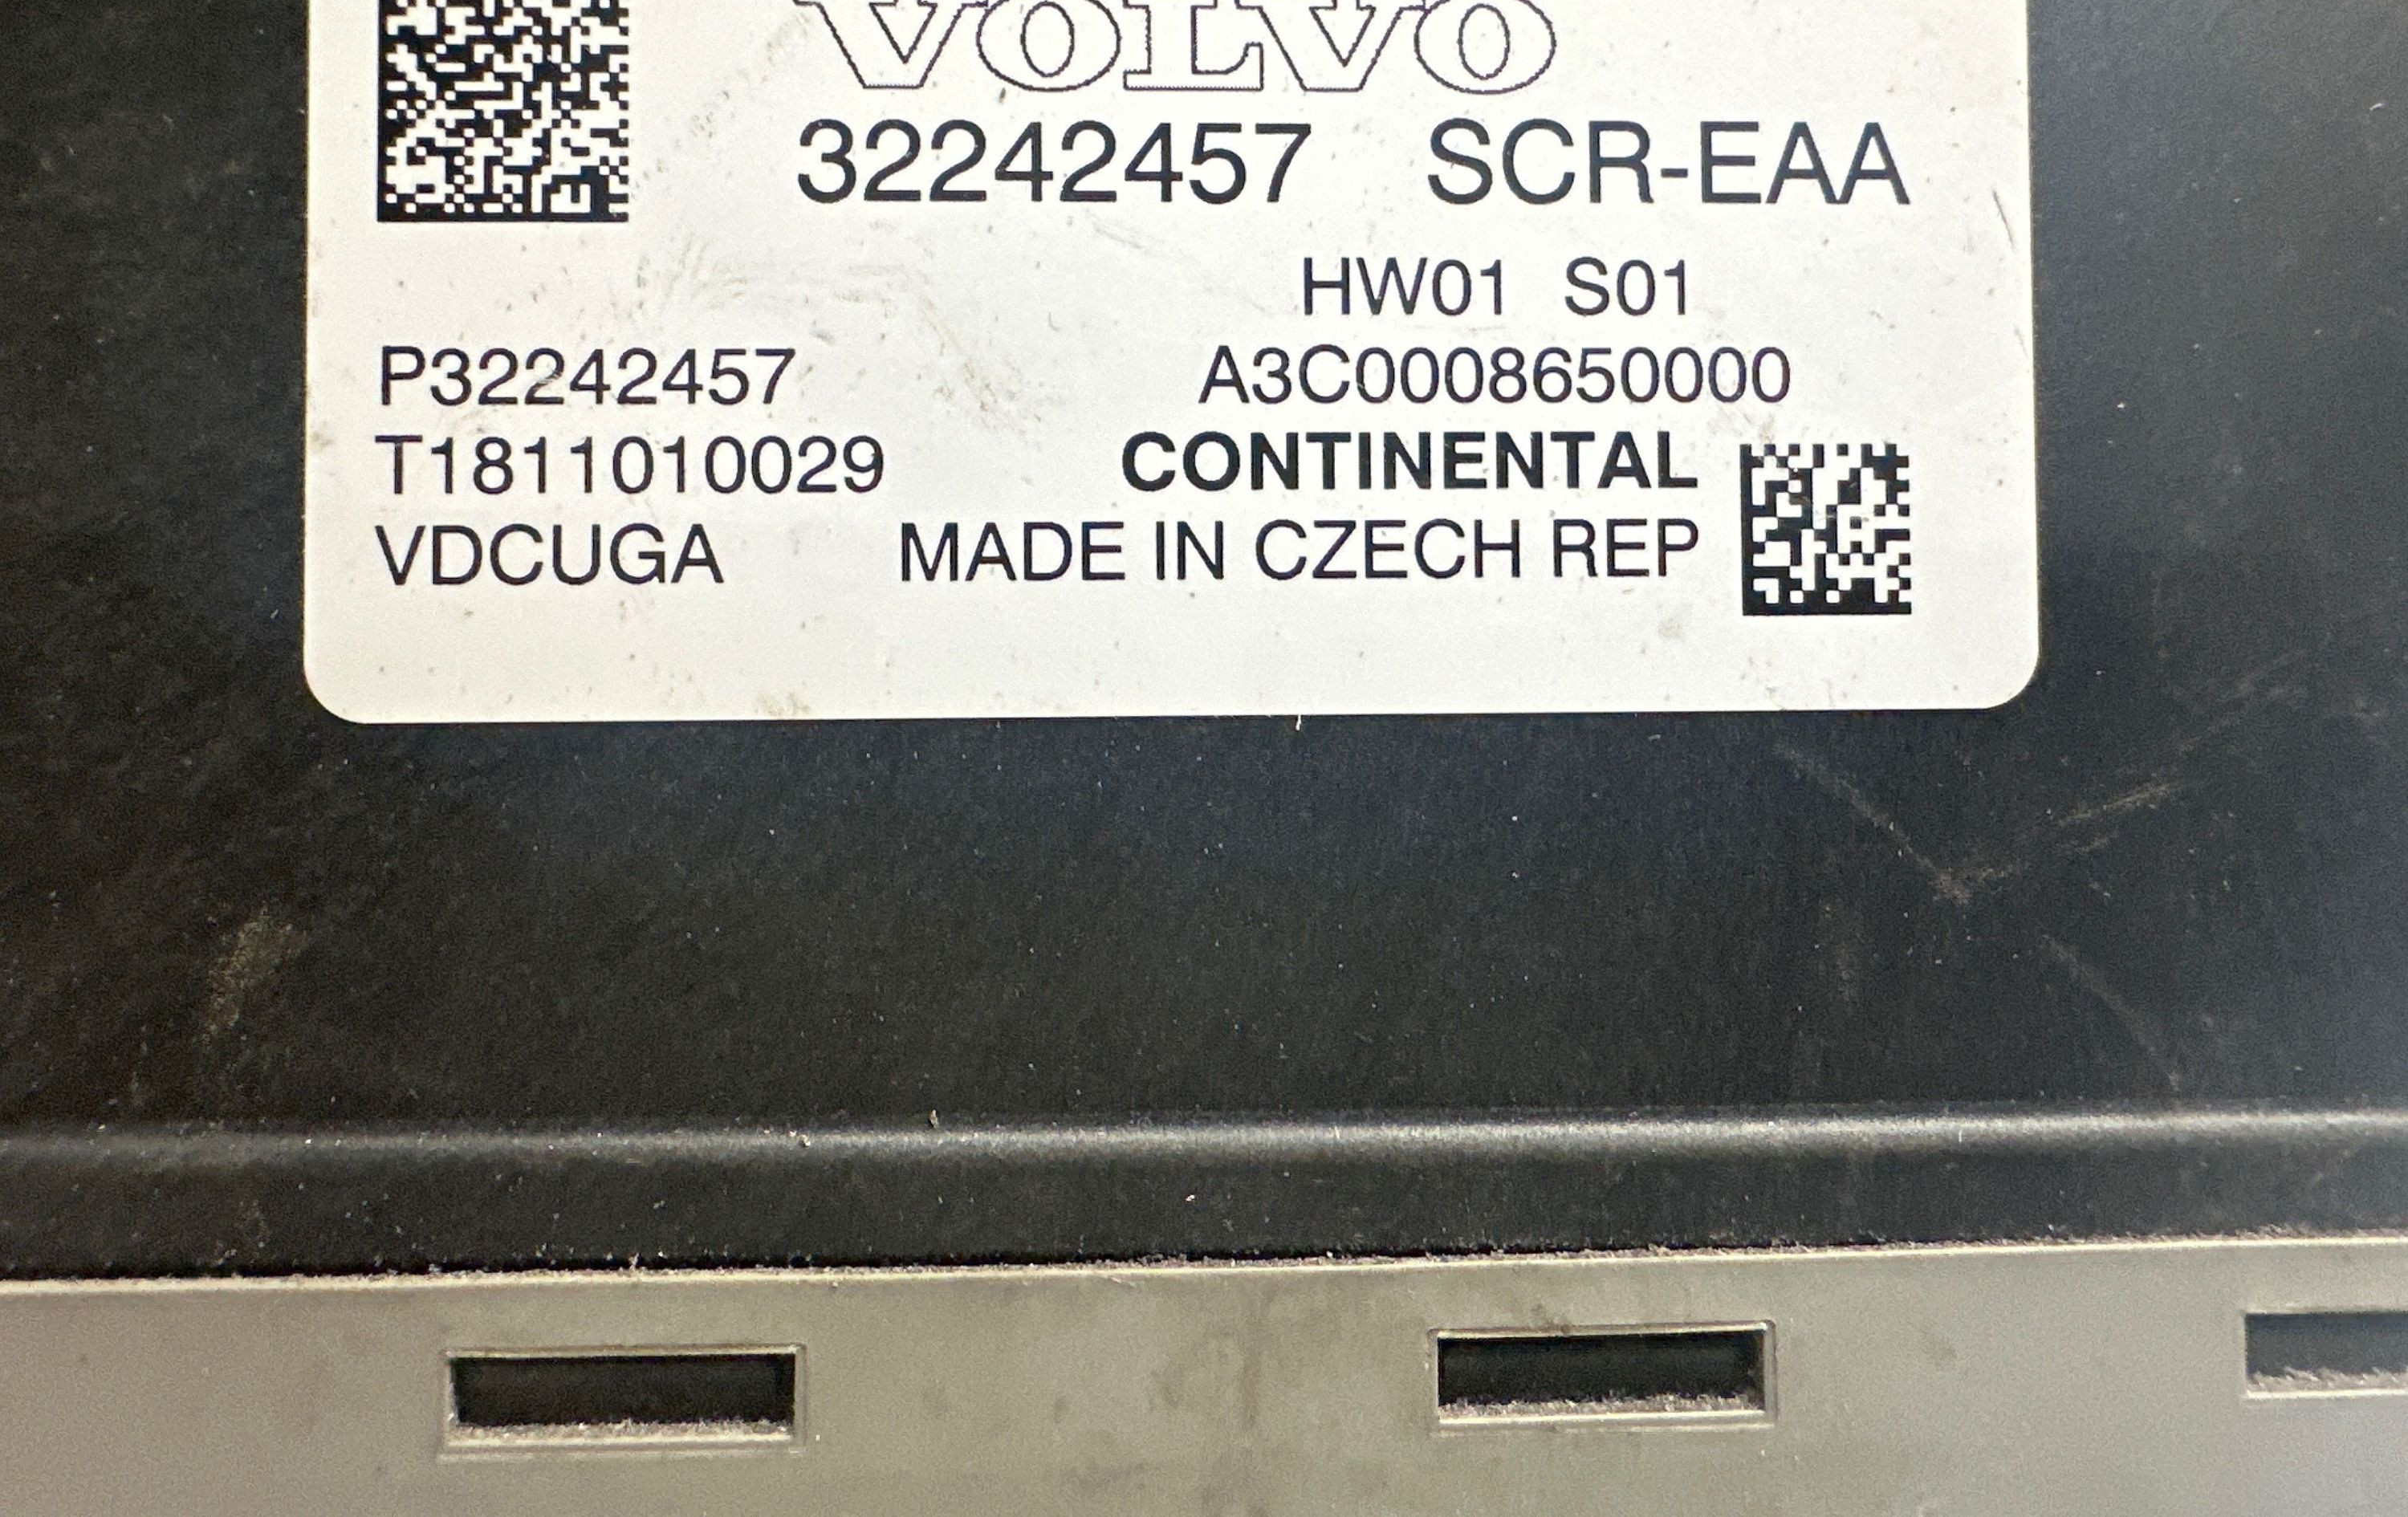 VOLVO
32242457 SCR-EAA
HW01 S01
P32242457 A3C0008650000
T1811010029 CONTINENTAL
VDCUGA MADE IN CZECH REP